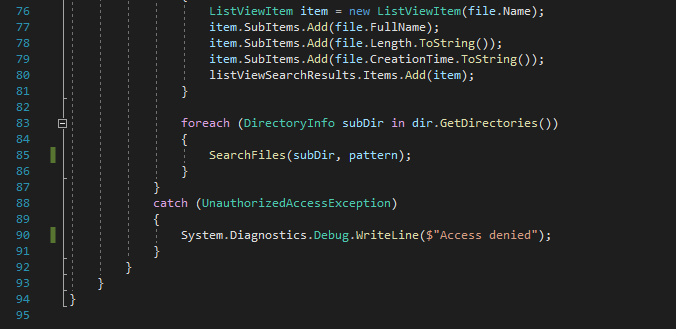 76 ListViewItem item = new ListViewItem(file.Name);
77 item.SubItems.Add(file.FullName);
78 item.SubItems.Add(file.Length.ToString());
79 item.SubItems.Add(file.CreationTime.ToString());
80 listViewSearchResults.Items.Add(item);
81 }
82
83 foreach (DirectoryInfo subDir in dir.GetDirectories())
84 {
85 SearchFiles(subDir, pattern);
86 }
87 }
88 catch (UnauthorizedAccessException)
89 {
90 System.Diagnostics.Debug.WriteLine($"Access denied");
91 }
92 }
93 }
94 }
95